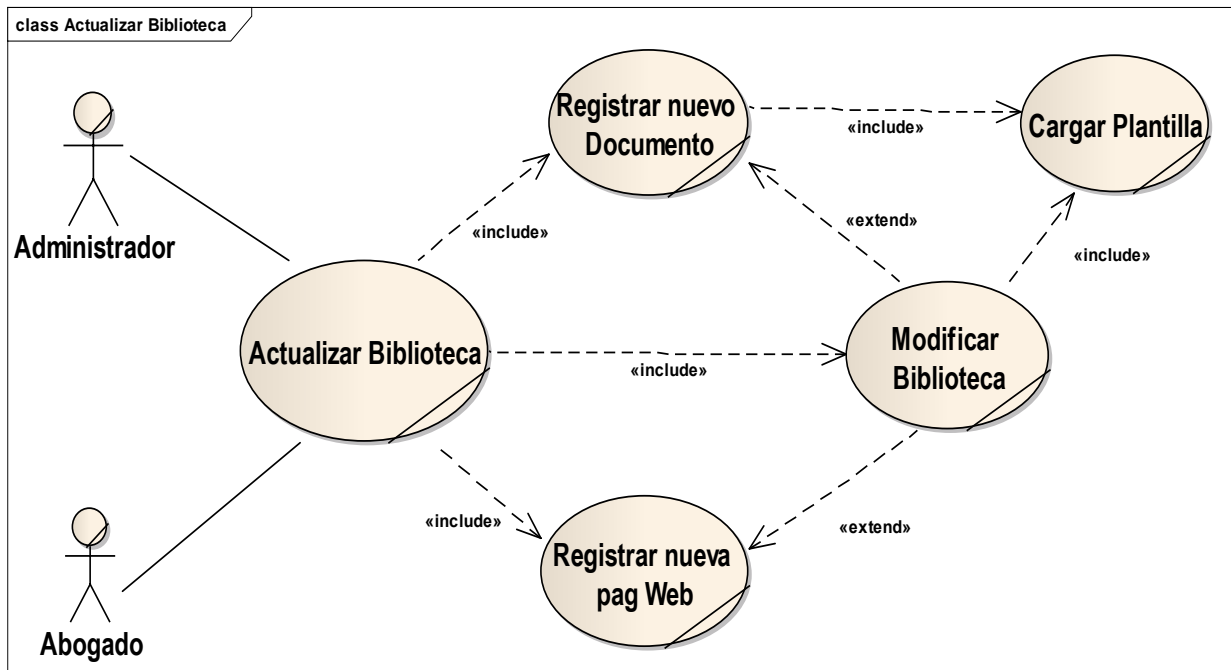 class Actualizar Biblioteca
Administrador
Abogado
Actualizar Biblioteca
«include»
Registrar nuevo
Documento
«include»
Cargar Plantilla
«extend»
«include»
«include»
Modificar
Biblioteca
«include»
Registrar nueva
pag Web
«extend»